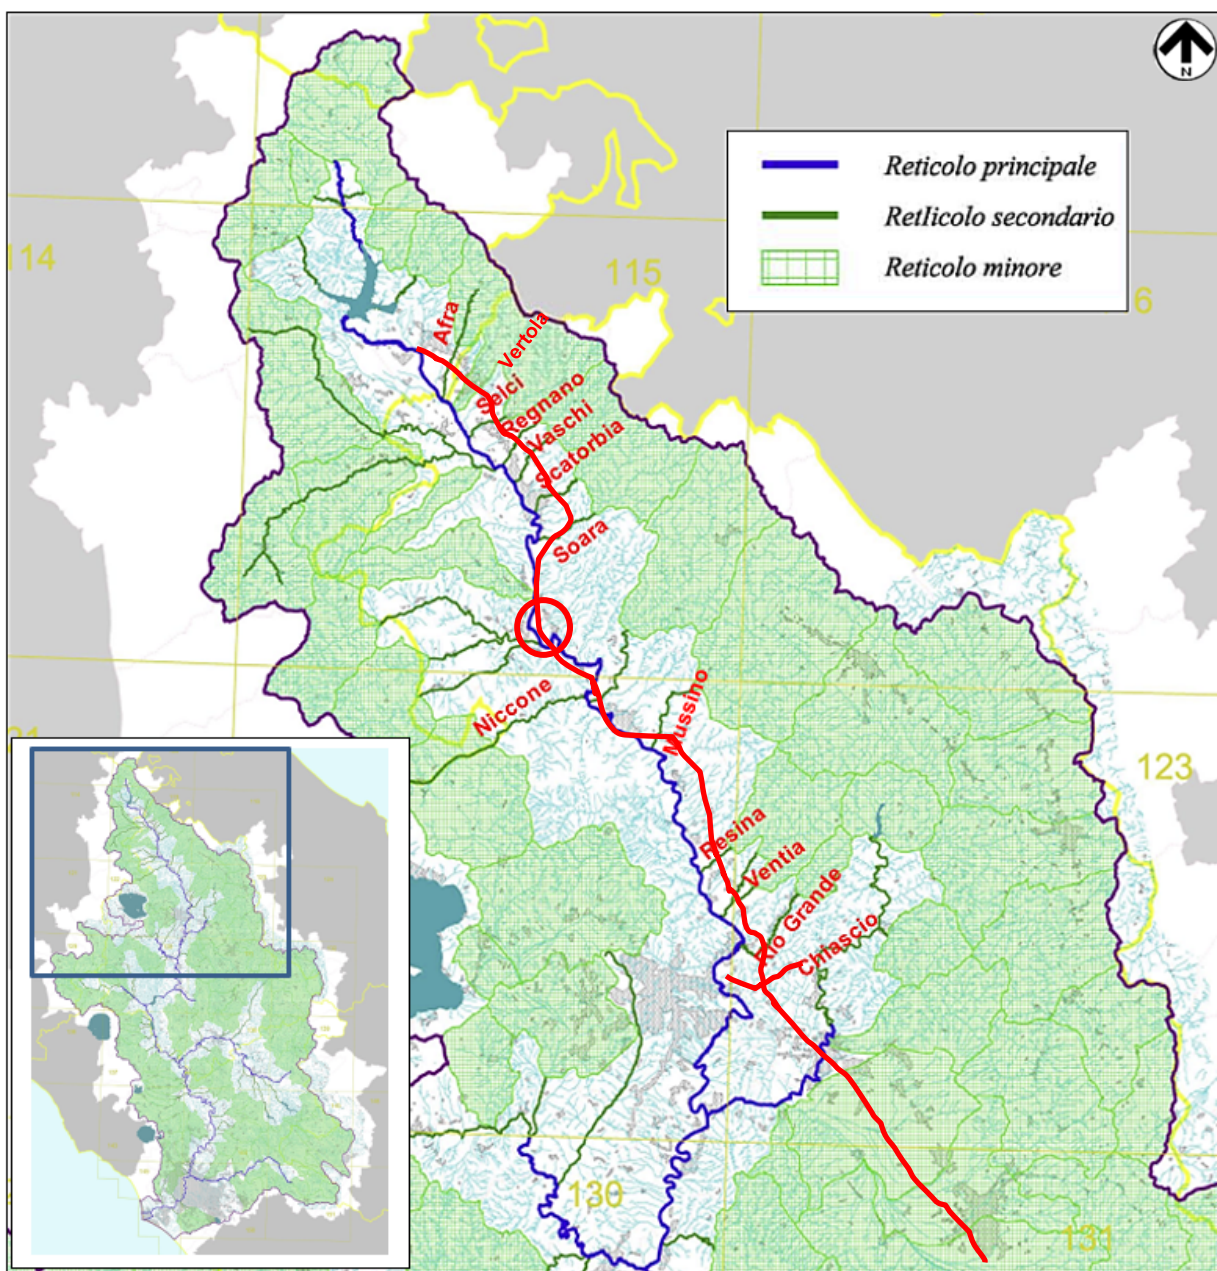 N
Reticolo principale
RetIicolo secondario
Reticolo minore
114
115
6
Afra
Vertola
Selci
Regnano
Vaschi
Scatorbia
Soara
Niccone
Mussino
21
123
Resina
Ventia
Rio Grande
Chiascio
130
131